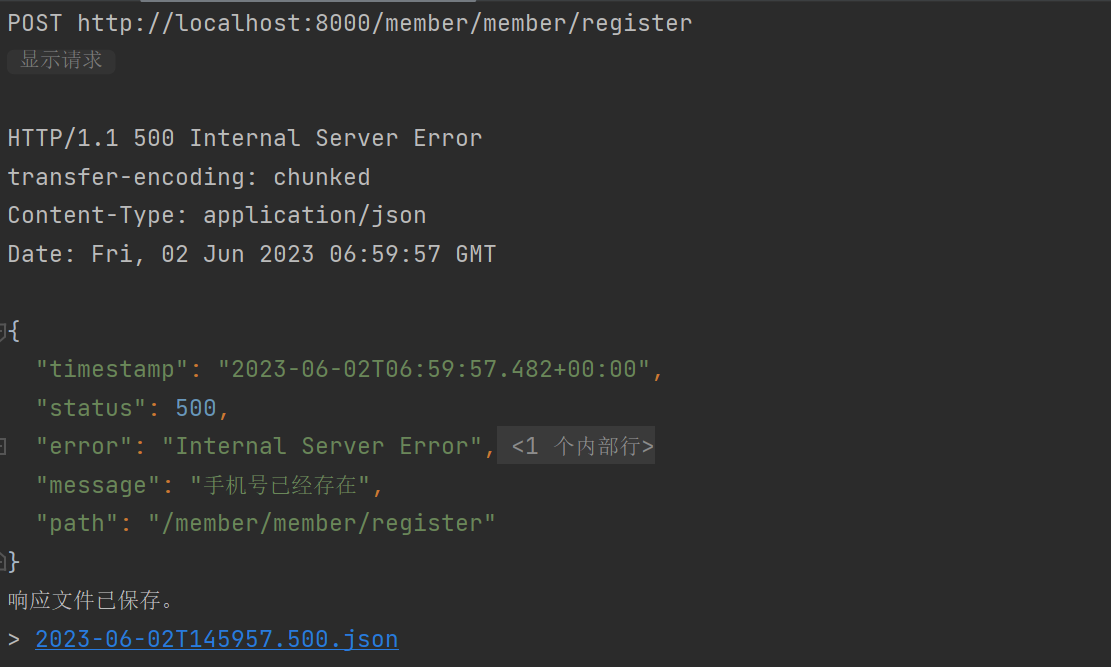 POST http://localhost:8000/member/member/register
显示请求
HTTP/1.1 500 Internal Server Error
transfer-encoding: chunked
Content-Type: application/json
Date: Fri, 02 Jun 2023 06:59:57 GMT
{
"timestamp": "2023-06-02T06:59:57.482+00:00",
"status": 500,
"error": "Internal Server Error", <1 个内部行>
"message": "手机号已经存在",
"path": "/member/member/register"
}
响应文件已保存。
> 2023-06-02T145957.500.json